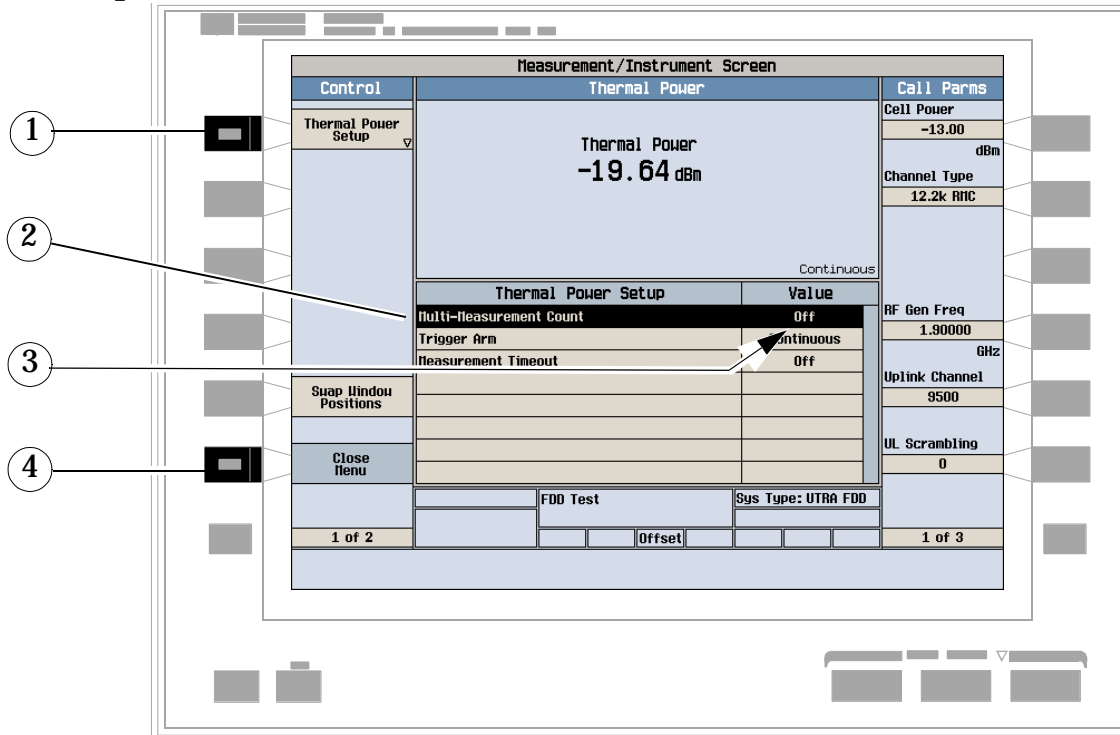 Measurement/Instrument Screen
Control
Thermal Power
Call Parms
1
Thermal Power
Setup
Thermal Power
-19.64 dBm
Continuous
Cell Power
-13.00
dBm
Channel Type
12.2k RMC
2
Thermal Power Setup
Value
Multi-Measurement Count
Off
Trigger Arm
Continuous
Measurement Timeout
Off
RF Gen Freq
1.90000
GHz
3
Swap Window
Positions
Uplink Channel
9500
4
Close
Menu
UL Scrambling
0
FDD Test
Sys Type: UTRA FDD
1 of 2
Offset
1 of 3